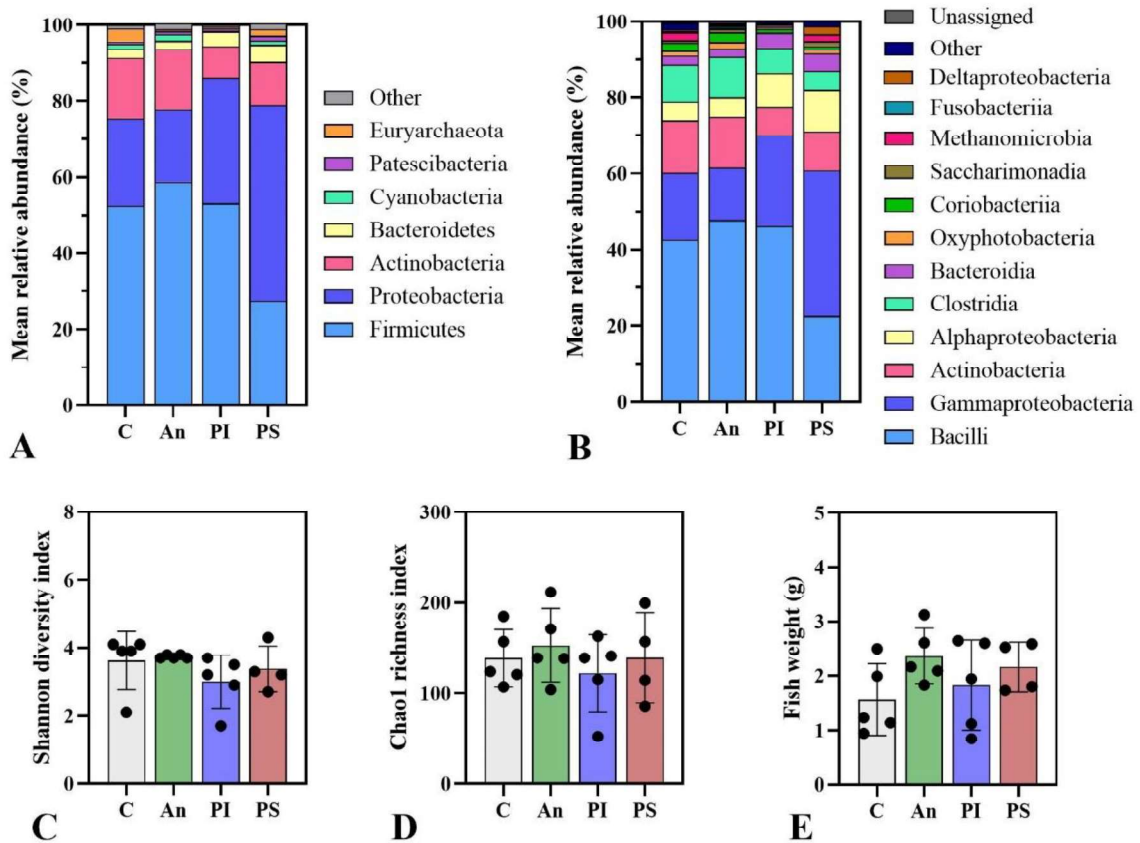 Mean relative abundance (%)
100
80
60
40
20
0
C An PI PS
A
Other
Euryarchaeota
Patescibacteria
Cyanobacteria
Bacteroidetes
Actinobacteria
Proteobacteria
Firmicutes
Mean relative abundance (%)
100
80
60
40
20
0
C An PI PS
B
Unassigned
Other
Deltaproteobacteria
Fusobacteriia
Methanomicrobia
Saccharimonadia
Coriobacteriia
Oxyphotobacteria
Bacteroidia
Clostridia
Alphaproteobacteria
Actinobacteria
Gammaproteobacteria
Bacilli
Shannon diversity index
8
6
4
2
0
C An PI PS
C
Chao1 richness index
300
200
100
0
C An PI PS
D
Fish weight (g)
5
4
3
2
1
0
C An PI PS
E